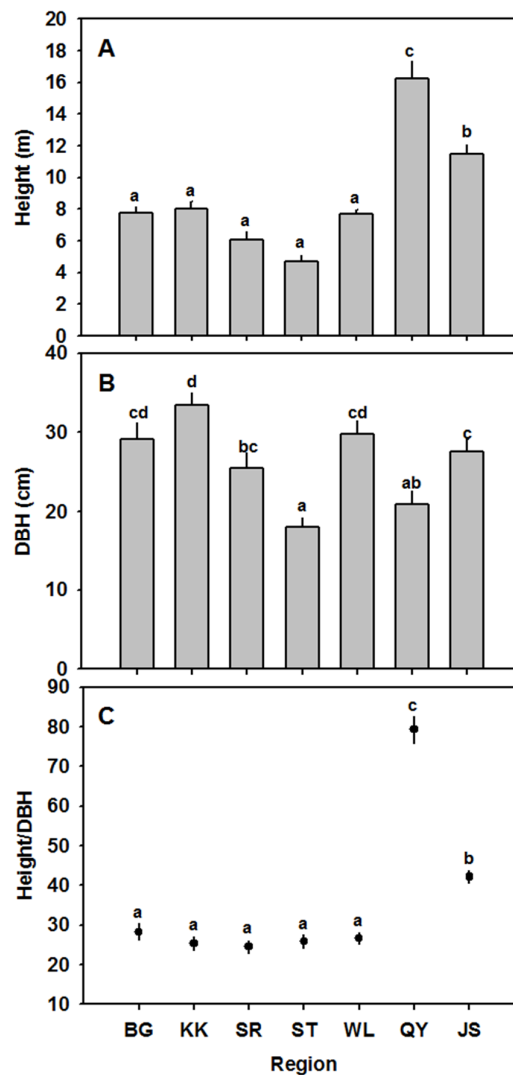 20
18
16
14
12
10
8
6
4
2
0
Height (m)
A
a a a a a c b
40
30
20
10
0
DBH (cm)
B
cd d bc a cd ab c
90
80
70
60
50
40
30
20
10
Height/DBH
C
a a a a a c b
BG KK SR ST WL QY JS
Region